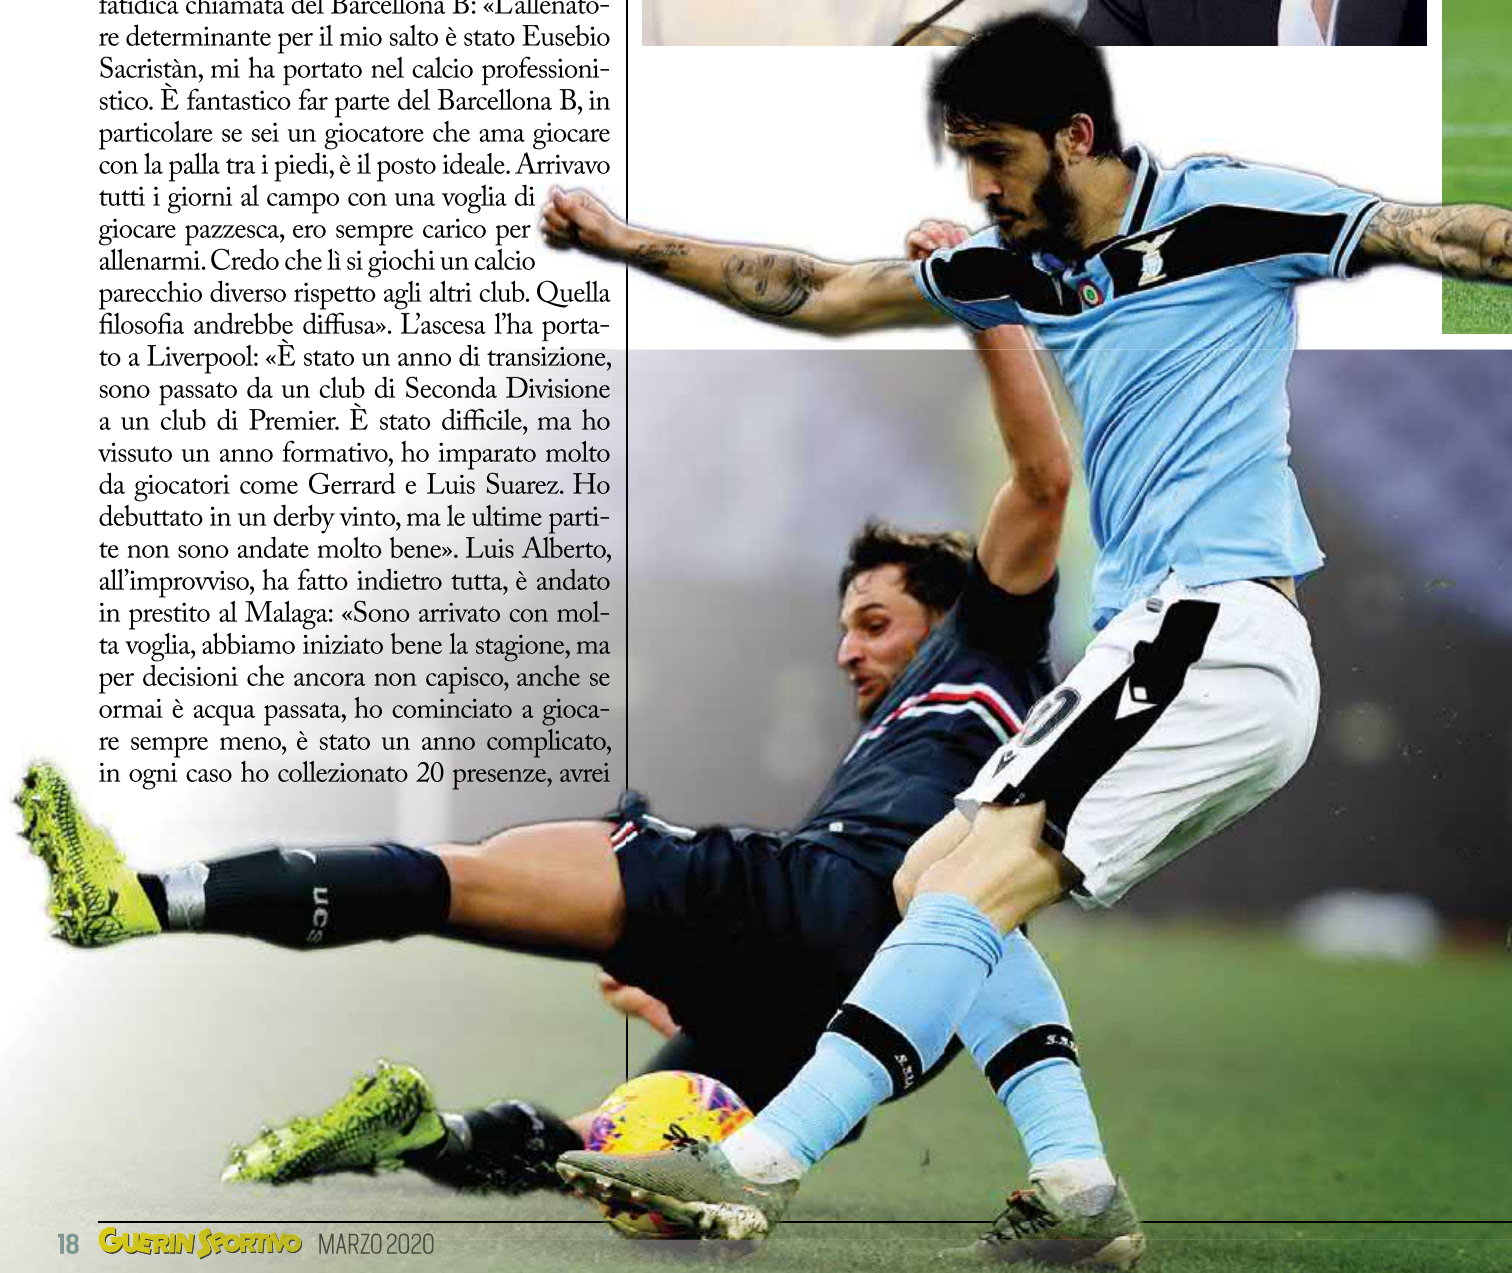 fatidica chiamata del Barcellona B: «L'allenato-
re determinante per il mio salto è stato Eusebio
Sacristàn, mi ha portato nel calcio professioni-
stico. È fantastico far parte del Barcellona B, in
particolare se sei un giocatore che ama giocare
con la palla tra i piedi, è il posto ideale. Arrivavo
tutti i giorni al campo con una voglia di
giocare pazzesca, ero sempre carico per
allenarmi. Credo che lì si giochi un calcio
parecchio diverso rispetto agli altri club. Quella
filosofia andrebbe diffusa». L'ascesa l'ha porta-
to a Liverpool: «È stato un anno di transizione,
sono passato da un club di Seconda Divisione
a un club di Premier. È stato difficile, ma ho
vissuto un anno formativo, ho imparato molto
da giocatori come Gerrard e Luis Suarez. Ho
debuttato in un derby vinto, ma le ultime parti-
te non sono andate molto bene». Luis Alberto,
all'improvviso, ha fatto indietro tutta, è andato
in prestito al Malaga: «Sono arrivato con mol-
ta voglia, abbiamo iniziato bene la stagione, ma
per decisioni che ancora non capisco, anche se
ormai è acqua passata, ho cominciato a gioca-
re sempre meno, è stato un anno complicato,
in ogni caso ho collezionato 20 presenze, avrei
ucs
18 GUERIN SPORTIVO MARZO 2020